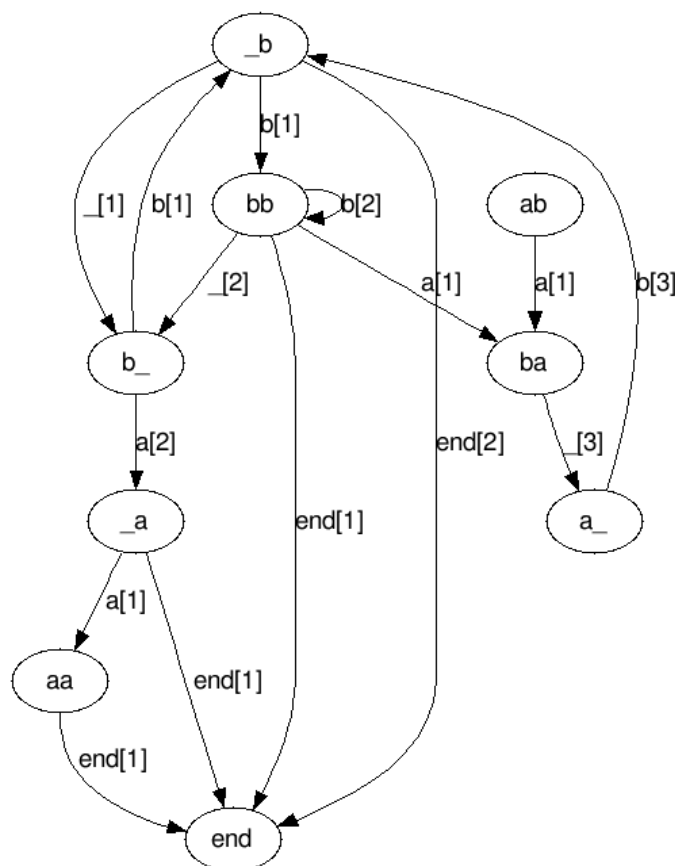 _b
b[1]
_[1]
b[1]
bb
b[2]
ab
_[2]
a[1]
a[1]
b[3]
b_
ba
a[2]
end[2]
_[3]
_a
end[1]
a_
a[1]
aa
end[1]
end[1]
end